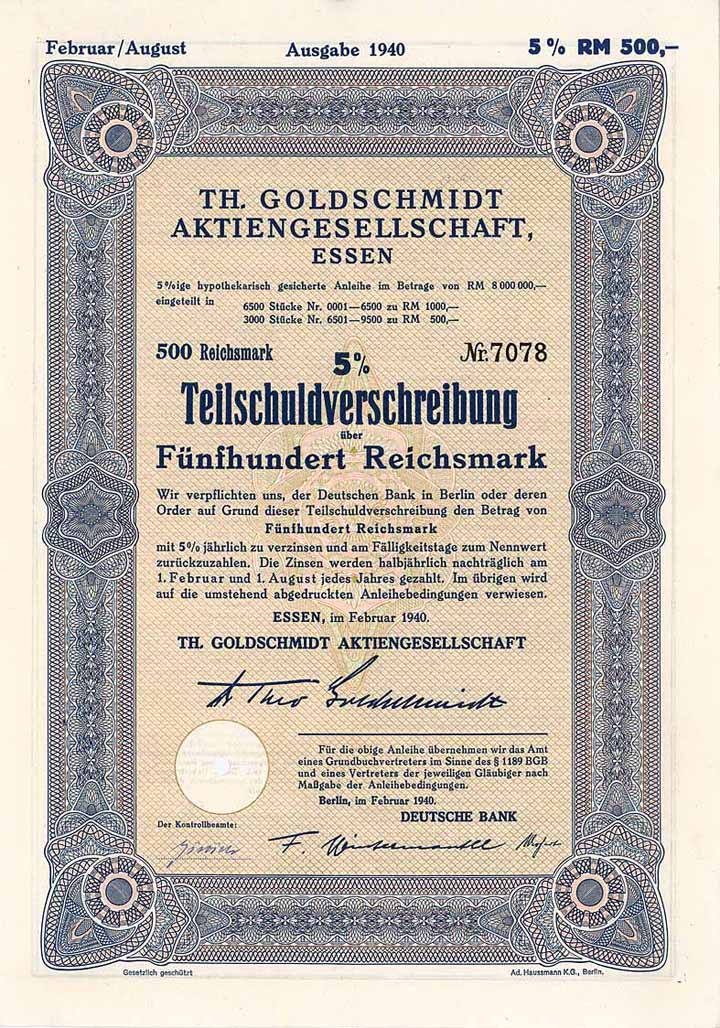 Februar/August Ausgabe 1940 5% RM 500,–
TH. GOLDSCHMIDT
AKTIENGESELLSCHAFT,
ESSEN
5%ige hypothekarisch gesicherte Anleihe im Betrage von RM 8 000 000,—
eingeteilt in
6500 Stücke Nr. 0001—6500 zu RM 1000,—
3000 Stücke Nr. 6501—9500 zu RM 500,—
500 Reichsmark 5% Nr. 7078
Teilschuldverschreibung
über
Fünfhundert Reichsmark
Wir verpflichten uns, der Deutschen Bank in Berlin oder deren
Order auf Grund dieser Teilschuldverschreibung den Betrag von
Fünfhundert Reichsmark
mit 5% jährlich zu verzinsen und am Fälligkeitstage zum Nennwert
zurückzuzahlen. Die Zinsen werden halbjährlich nachträglich am
1. Februar und 1. August jedes Jahres gezahlt. Im übrigen wird
auf die umstehend abgedruckten Anleihebedingungen verwiesen.
ESSEN, im Februar 1940.
TH. GOLDSCHMIDT AKTIENGESELLSCHAFT
Dr Theo Goldschmidt
Für die obige Anleihe übernehmen wir das Amt
eines Grundbuchvertreters im Sinne des § 1189 BGB
und eines Vertreters der jeweiligen Gläubiger nach
Maßgabe der Anleihebedingungen.
Berlin, im Februar 1940.
DEUTSCHE BANK
Der Kontrollbeamte:
F. Wintermantel
Gesetzlich geschützt Ad. Haussmann K.G., Berlin.